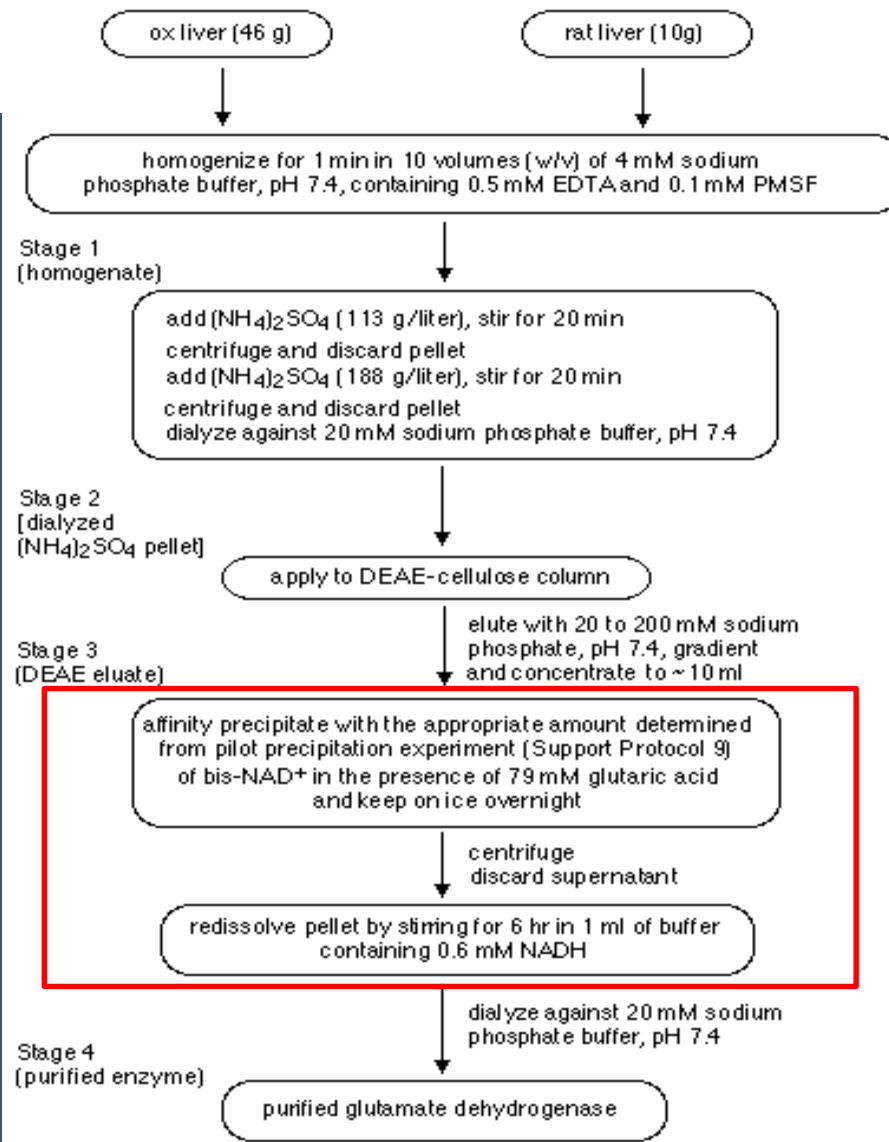 ox liver (46 g)
rat liver (10g)
homogenize for 1 min in 10 volumes (w/v) of 4 mM sodium
phosphate buffer, pH 7.4, containing 0.5 mM EDTA and 0.1 mM PMSF
Stage 1
(homogenate)
add (NH4)2SO4 (113 g/liter), stir for 20 min
centrifuge and discard pellet
add (NH4)2SO4 (188 g/liter), stir for 20 min
centrifuge and discard pellet
dialyze against 20 mM sodium phosphate buffer, pH 7.4
Stage 2
[dialyzed
(NH4)2SO4 pellet]
apply to DEAE-cellulose column
elute with 20 to 200 mM sodium
phosphate, pH 7.4, gradient
and concentrate to ~ 10 ml
Stage 3
(DEAE eluate)
affinity precipitate with the appropriate amount determined
from pilot precipitation experiment (Support Protocol 9)
of bis-NAD+ in the presence of 79 mM glutaric acid
and keep on ice overnight
centrifuge
discard supernatant
redissolve pellet by stirring for 6 hr in 1 ml of buffer
containing 0.6 mM NADH
dialyze against 20 mM sodium
phosphate buffer, pH 7.4
Stage 4
(purified enzyme)
purified glutamate dehydrogenase